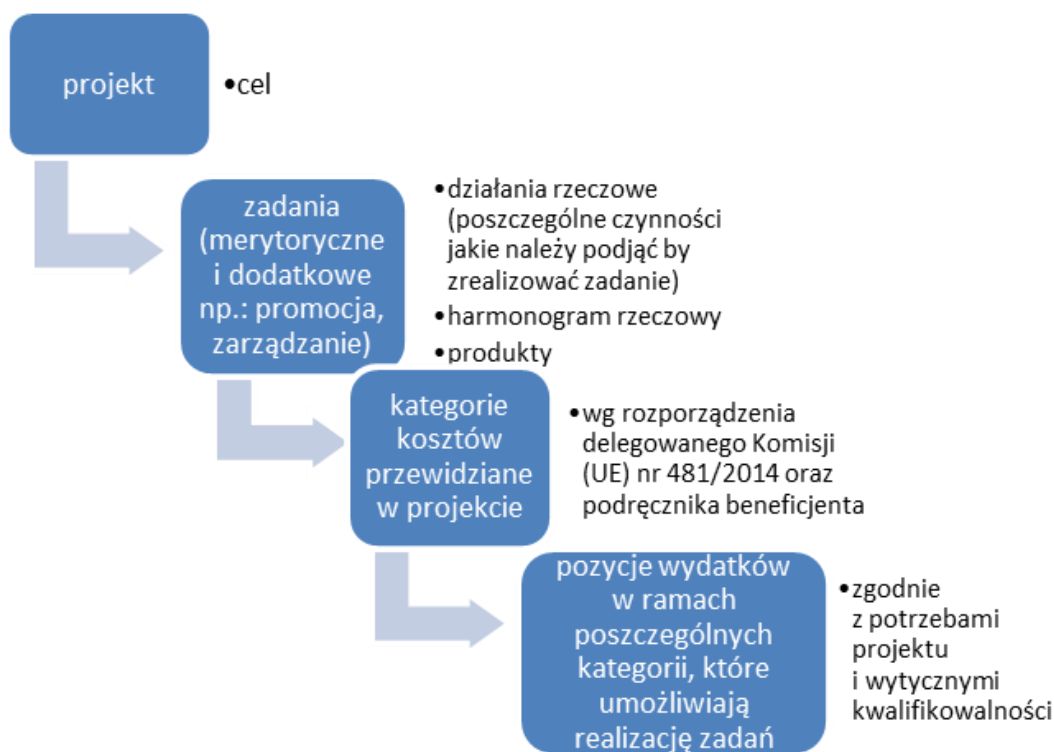 projekt
•cel
zadania
(merytoryczne
i dodatkowe
np.: promocja,
zarządzanie)
•działania rzeczowe
(poszczególne czynności
jakie należy podjąć by
zrealizować zadanie)
•harmonogram rzeczowy
•produkty
kategorie
kosztów
przewidziane
w projekcie
•wg rozporządzenia
delegowanego Komisji
(UE) nr 481/2014 oraz
podręcznika beneficjenta
pozycje wydatków
w ramach
poszczególnych
kategorii, które
umożliwiają
realizację zadań
•zgodnie
z potrzebami
projektu
i wytycznymi
kwalifikowalności